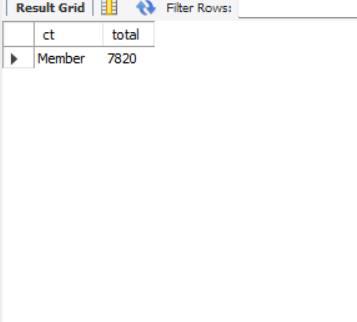 Result Grid Filter Rows:
ct total
Member 7820